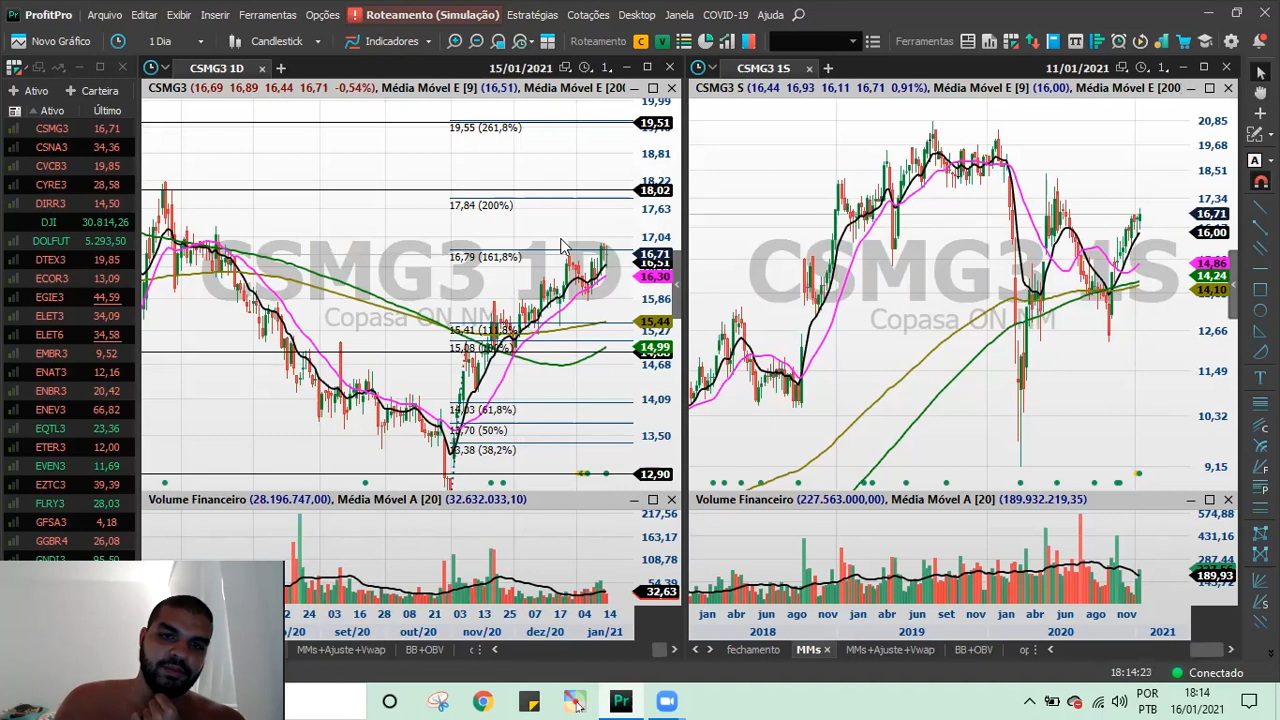 ProfitPro Arquivo Editar Exibir Inserir Ferramentas Opções Roteamento (Simulação) Estratégias Cotações Desktop Janela COVID-19 Ajuda
Novo Gráfico 1 Dia Candlestick Indicadores Roteamento C V Ferramentas
CSMG3 1D 15/01/2021
CSMG3 1S 11/01/2021
Ativo Carteira
Ativo Último
CSMG3 16,71
CSNA3 34,36
CVCB3 19,85
CYRE3 28,58
DIRR3 14,50
DJI 30.814,26
DOLFUT 5.293,50
DTEX3 19,85
ECOR3 13,09
EGIE3 44,59
ELET3 34,09
ELET6 34,58
EMBR3 9,52
ENAT3 12,16
ENBR3 20,42
ENEV3 66,82
EQTL3 23,36
ETER3 12,00
EVEN3 11,69
EZTC3 39,39
FLRY3 28,03
GFSA3 4,18
GGBR4 26,08
CSMG3 (16,69 16,89 16,44 16,71 -0,54%) Média Móvel E [9] (16,51), Média Móvel E [200
CSMG3 1D
Copasa ON NM
19,55 (261,8%)
17,84 (200%)
16,79 (161,8%)
15,41 (111,8%)
15,08 (100%)
14,03 (61,8%)
13,70 (50%)
13,38 (38,2%)
19,99
19,51
18,81
18,22
18,02
17,63
17,04
16,71
16,51
16,30
15,86
15,44
15,27
14,99
14,68
14,09
13,50
12,90
Volume Financeiro (28.196.747,00), Média Móvel A [20] (32.632.033,10)
217,56
163,17
108,78
54,39
32,63
24 03 16 28 08 21 03 13 24 07 17 04 14
set/20 out/20 nov/20 dez/20 jan/21
MMs+Ajuste+Vwap BB+OBV
CSMG3 S (16,44 16,93 16,11 16,71 0,91%) Média Móvel E [9] (16,00), Média Móvel E [200
CSMG3 1S
Copasa ON NM
20,85
19,68
18,51
17,34
16,71
16,00
14,86
14,24
14,10
12,66
11,49
10,32
9,15
Volume Financeiro (227.563.000,00), Média Móvel A [20] (189.932.219,35)
574,88
431,16
287,44
189,93
jan abr jun ago nov jan abr jun set nov jan abr jun ago nov
2018 2019 2020 2021
fechamento MMs MMs+Ajuste+Vwap BB+OBV
18:14:23 Conectado
POR
PTB
18:14
16/01/2021